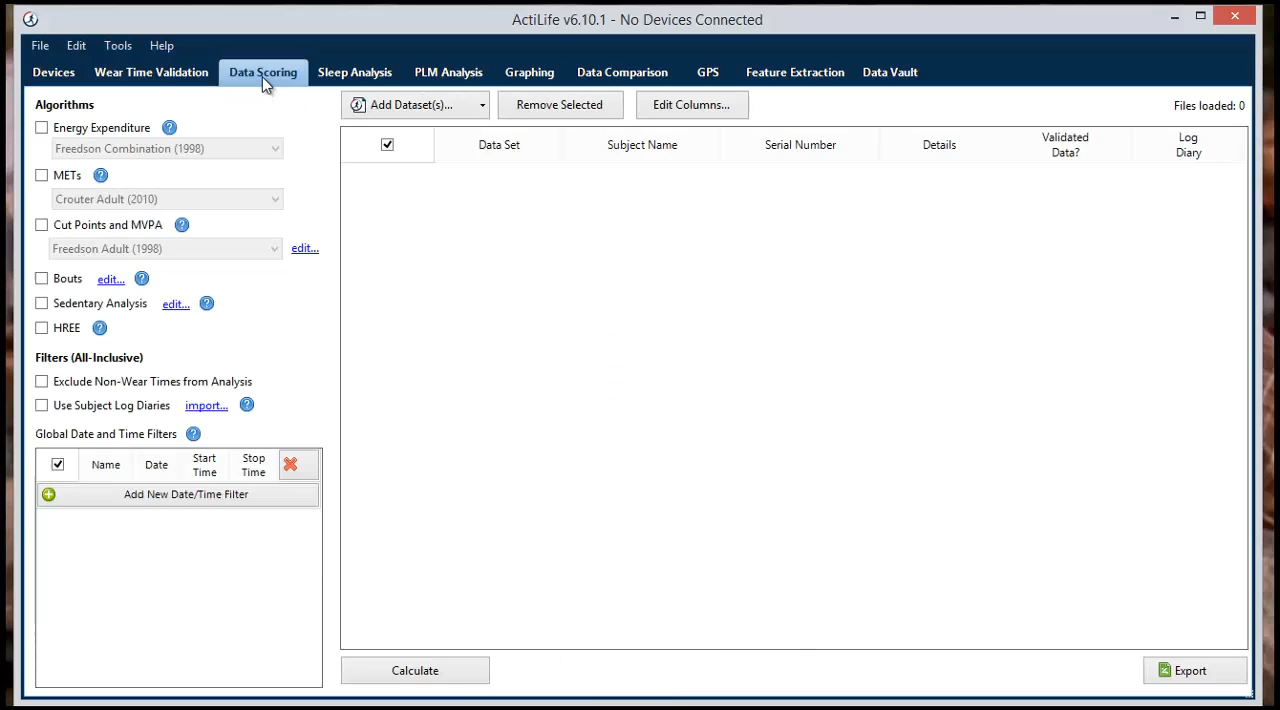 ActiLife v6.10.1 - No Devices Connected
File Edit Tools Help
Devices Wear Time Validation Data Scoring Sleep Analysis PLM Analysis Graphing Data Comparison GPS Feature Extraction Data Vault
Algorithms
Energy Expenditure
Freedson Combination (1998)
METs
Crouter Adult (2010)
Cut Points and MVPA
Freedson Adult (1998) edit...
Bouts edit...
Sedentary Analysis edit...
HREE
Filters (All-Inclusive)
Exclude Non-Wear Times from Analysis
Use Subject Log Diaries import...
Global Date and Time Filters
Name Date Start Time Stop Time
Add New Date/Time Filter
Add Dataset(s)... Remove Selected Edit Columns... Files loaded: 0
Data Set Subject Name Serial Number Details Validated Data? Log Diary
Calculate Export